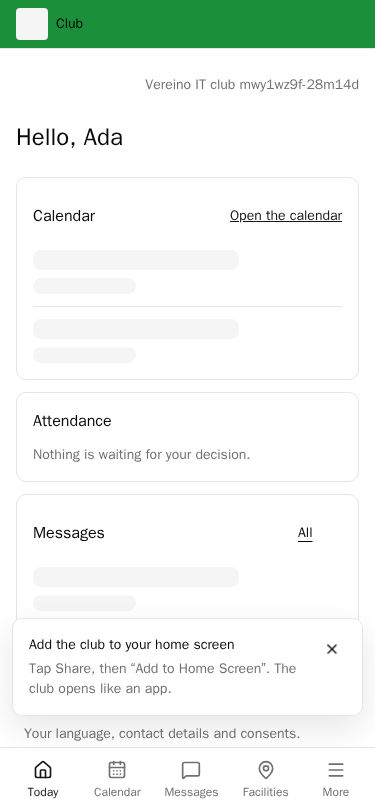 Club
Vereino IT club mwy1wz9f-28m14d
Hello, Ada
Calendar
Open the calendar
Attendance
Nothing is waiting for your decision.
Messages
All
Add the club to your home screen
Tap Share, then “Add to Home Screen”. The
club opens like an app.
Your language, contact details and consents.
Today
Calendar
Messages
Facilities
More